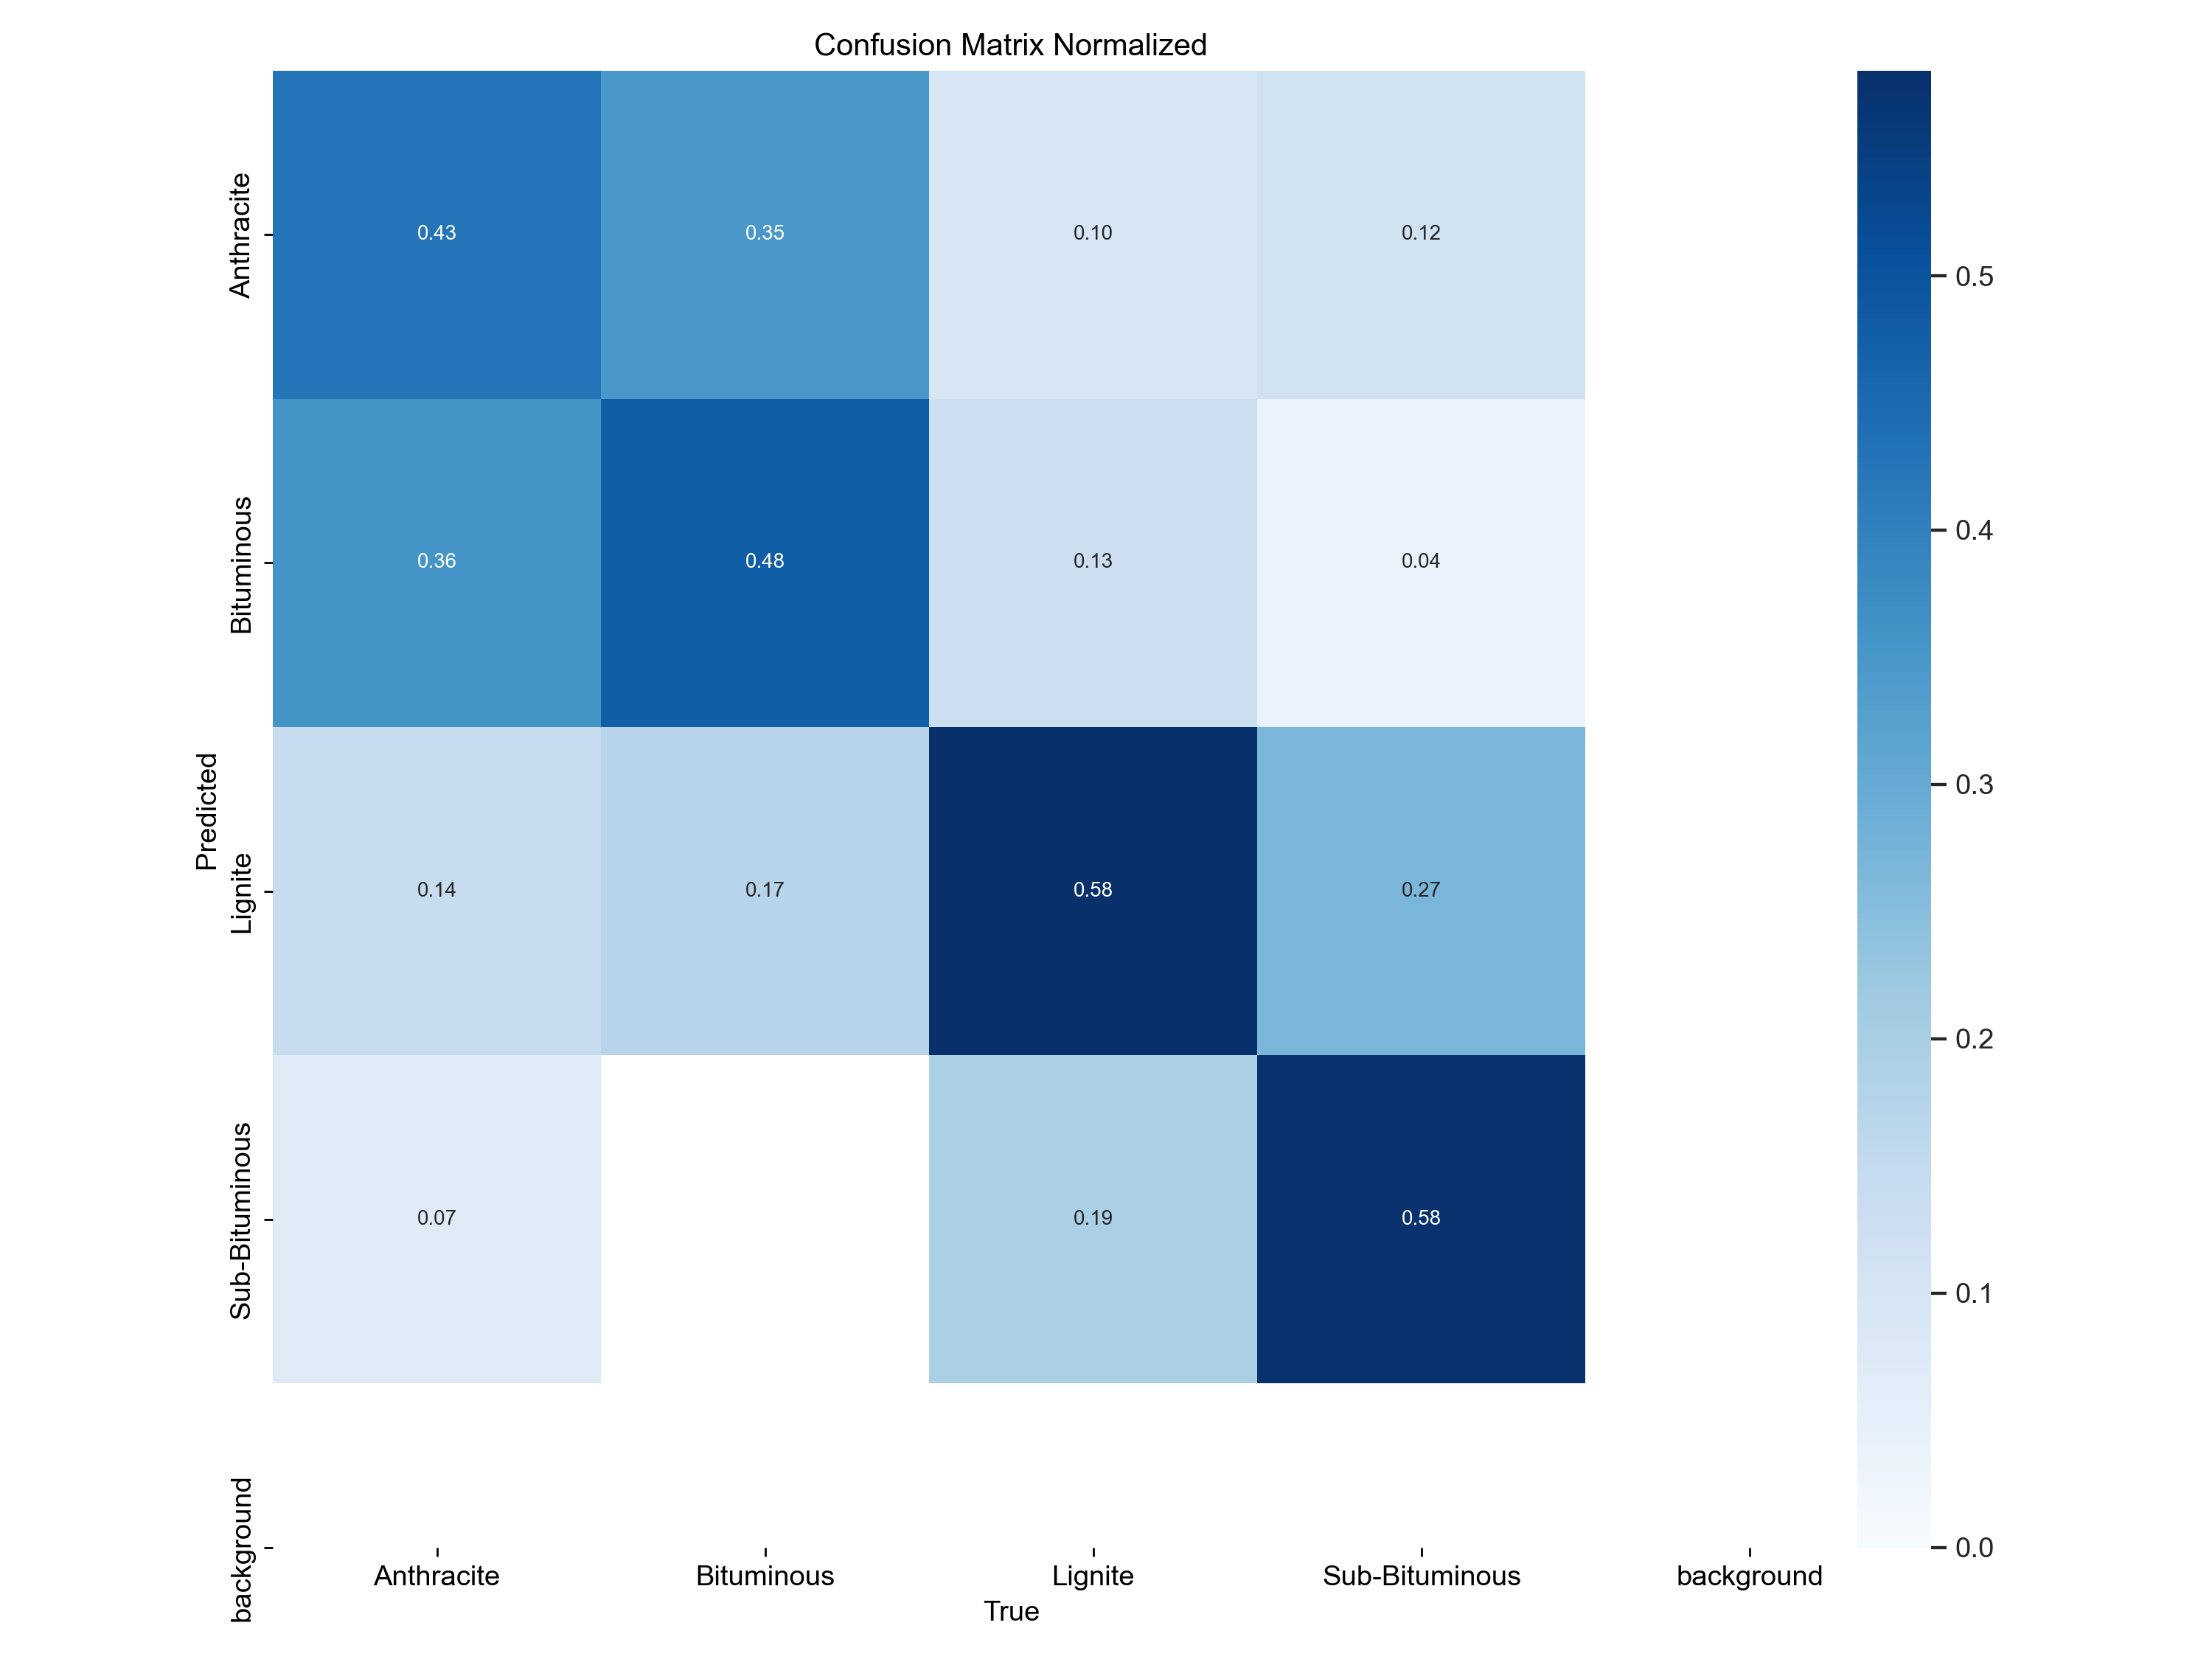 Confusion Matrix Normalized
Predicted
Anthracite
0.43 0.35 0.10 0.12
Bituminous
0.36 0.48 0.13 0.04
Lignite
0.14 0.17 0.58 0.27
Sub-Bituminous
0.07 0.19 0.58
background
Anthracite Bituminous Lignite Sub-Bituminous background
True
0.5
0.4
0.3
0.2
0.1
0.0